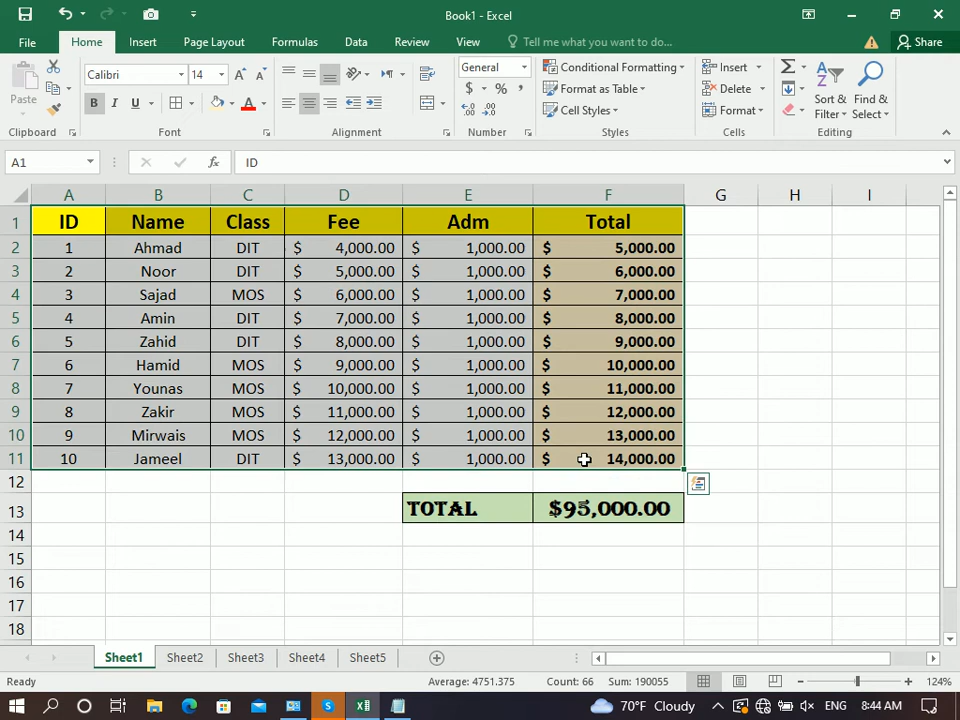 Book1 - Excel
File Home Insert Page Layout Formulas Data Review View Tell me what you want to do... Share
Paste Calibri 14 B I U A General $ % , Conditional Formatting Format as Table Cell Styles Insert Delete Format Sort & Filter Find & Select
Clipboard Font Alignment Number Styles Cells Editing
A1 fx ID
A B C D E F G H I
1 ID Name Class Fee Adm Total
2 1 Ahmad DIT $ 4,000.00 $ 1,000.00 $ 5,000.00
3 2 Noor DIT $ 5,000.00 $ 1,000.00 $ 6,000.00
4 3 Sajad MOS $ 6,000.00 $ 1,000.00 $ 7,000.00
5 4 Amin DIT $ 7,000.00 $ 1,000.00 $ 8,000.00
6 5 Zahid DIT $ 8,000.00 $ 1,000.00 $ 9,000.00
7 6 Hamid MOS $ 9,000.00 $ 1,000.00 $ 10,000.00
8 7 Younas MOS $ 10,000.00 $ 1,000.00 $ 11,000.00
9 8 Zakir MOS $ 11,000.00 $ 1,000.00 $ 12,000.00
10 9 Mirwais MOS $ 12,000.00 $ 1,000.00 $ 13,000.00
11 10 Jameel DIT $ 13,000.00 $ 1,000.00 $ 14,000.00
12
13 TOTAL $95,000.00
14
15
16
17
18
Sheet1 Sheet2 Sheet3 Sheet4 Sheet5
Ready Average: 4751.375 Count: 66 Sum: 190055 124%
70°F Cloudy ENG 8:44 AM